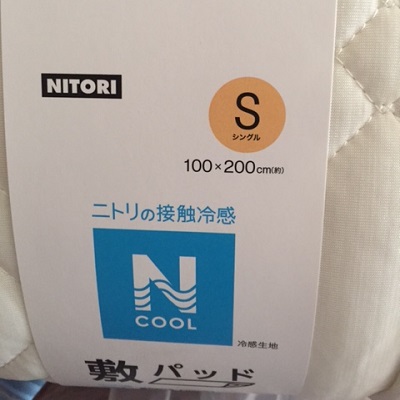 NITORI
S
シングル
100×200cm(約)
ニトリの接触冷感
N
COOL
冷感生地
敷パッド